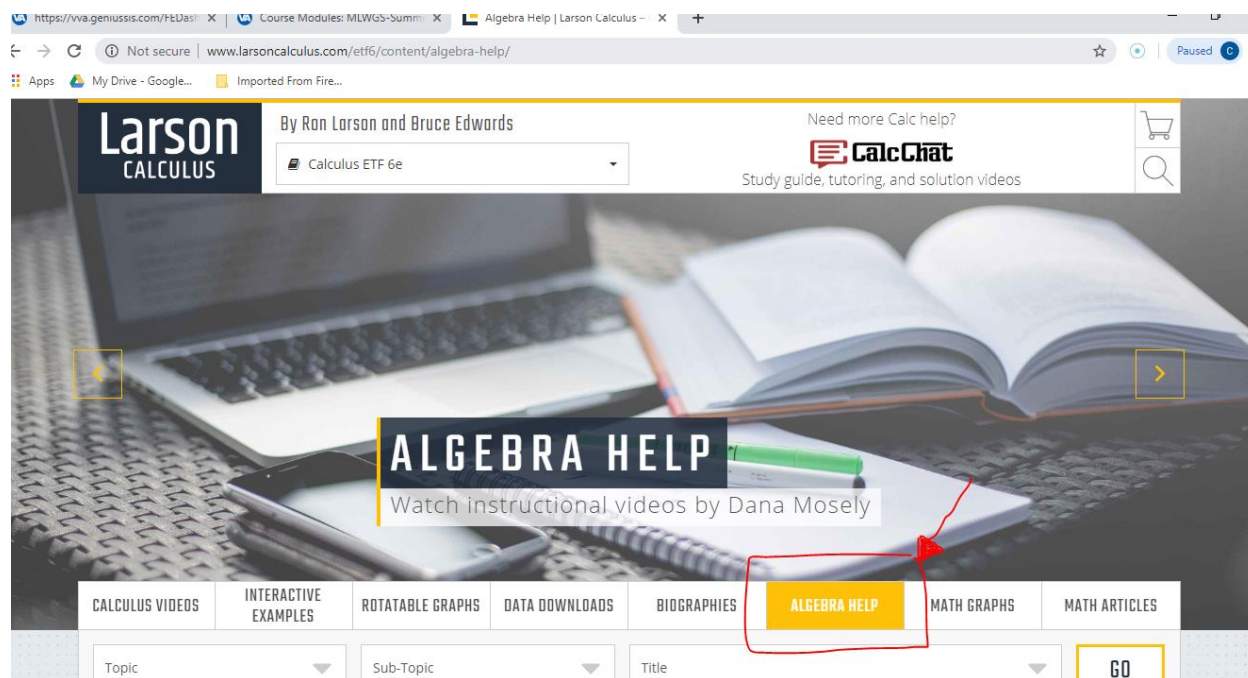 https://vva.geniussis.com/FEDash
Course Modules: MLWGS-Summ
Algebra Help | Larson Calculus –
Not secure | www.larsoncalculus.com/etf6/content/algebra-help/
Paused C
Apps My Drive - Google... Imported From Fire...
Larson
CALCULUS
By Ron Larson and Bruce Edwards
Calculus ETF 6e
Need more Calc help?
CalcChat
Study guide, tutoring, and solution videos
ALGEBRA HELP
Watch instructional videos by Dana Mosely
CALCULUS VIDEOS
INTERACTIVE
EXAMPLES
ROTATABLE GRAPHS
DATA DOWNLOADS
BIOGRAPHIES
ALGEBRA HELP
MATH GRAPHS
MATH ARTICLES
Topic
Sub-Topic
Title
GO